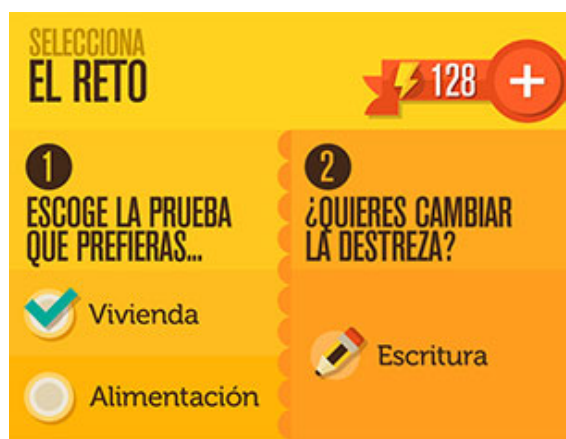 SELECCIONA
EL RETO
128
1
ESCOGE LA PRUEBA
QUE PREFIERAS...
Vivienda
Alimentación
2
¿QUIERES CAMBIAR
LA DESTREZA?
Escritura